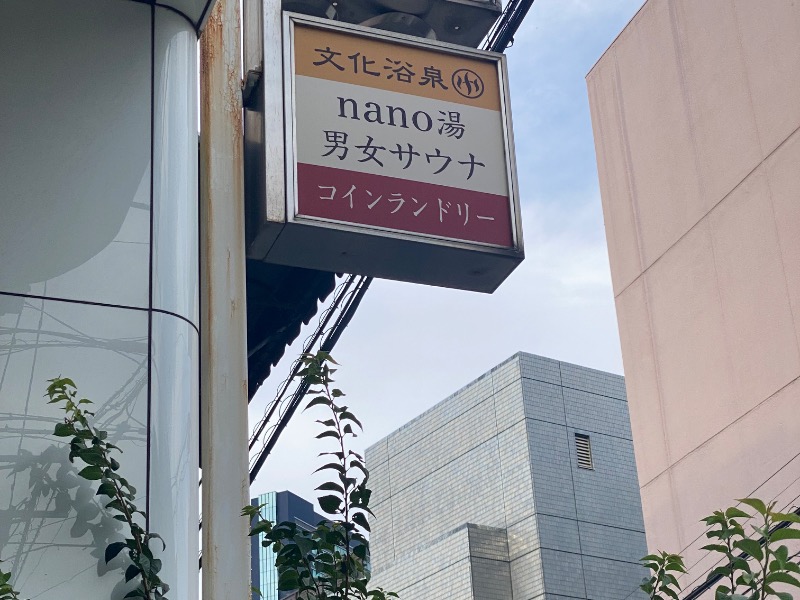 文化浴泉
nano湯
男女サウナ
コインランドリー